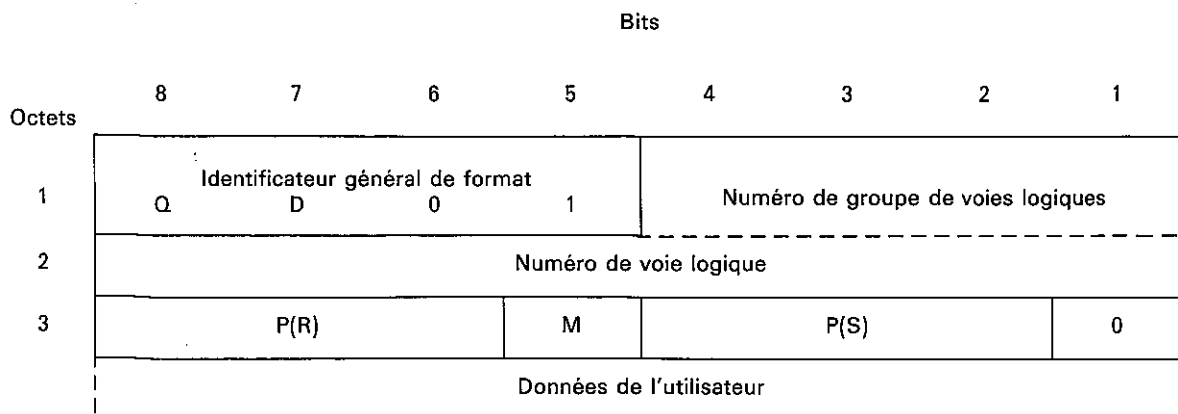 Bits
8 7 6 5 4 3 2 1
Octets
1 Identificateur général de format Numéro de groupe de voies logiques
Q D 0 1
2 Numéro de voie logique
3 P(R) M P(S) 0
Données de l'utilisateur